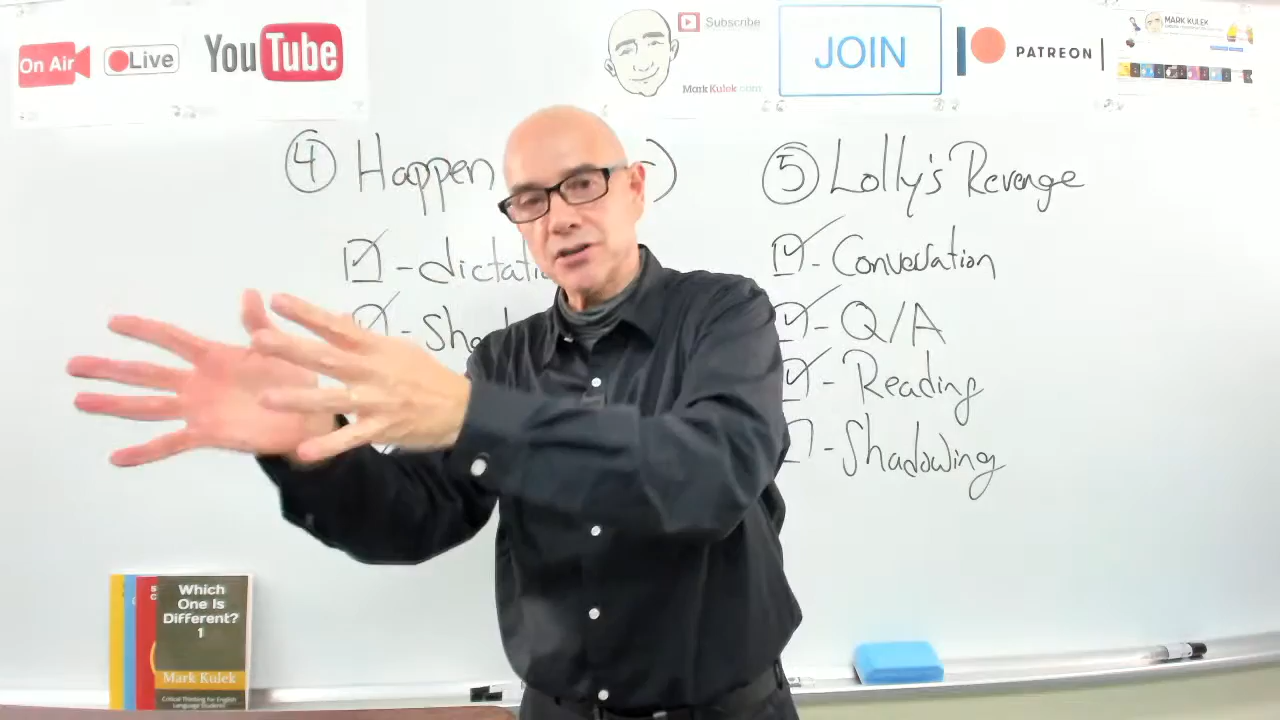 On Air
Live
YouTube
Subscribe
MarkKulek.com
JOIN
PATREON
MARK KULEK
④ Happen -)
☑ - dictatio
☑ - Sha
⑤ Lolly's Revenge
☑ - Conversation
☑ - Q/A
☑ - Reading
☐ - Shadowing
Which
One Is
Different?
1
Mark Kulek
Critical Thinking for English
Language Students